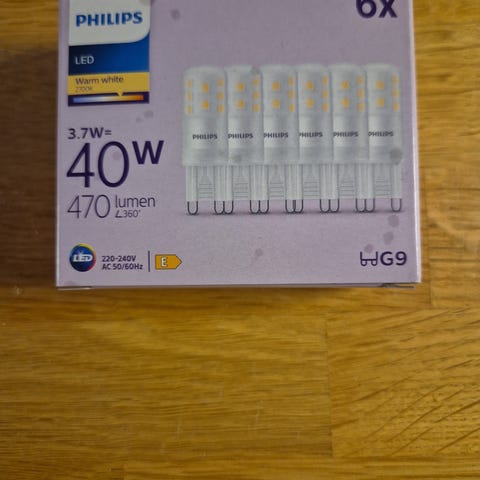 6x
PHILIPS
LED
Warm white
2700K
PHILIPS PHILIPS PHILIPS PHILIPS PHILIPS PHILIPS
3.7W=
40W
470 lumen
∠360°
LED 220-240V
AC 50/60Hz
E
G9